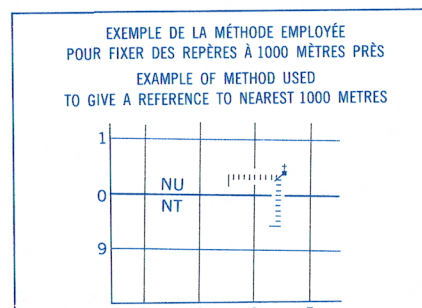 EXEMPLE DE LA MÉTHODE EMPLOYÉE
POUR FIXER DES REPÈRES À 1000 MÈTRES PRÈS
EXAMPLE OF METHOD USED
TO GIVE A REFERENCE TO NEAREST 1000 METRES
1
NU
0
NT
9